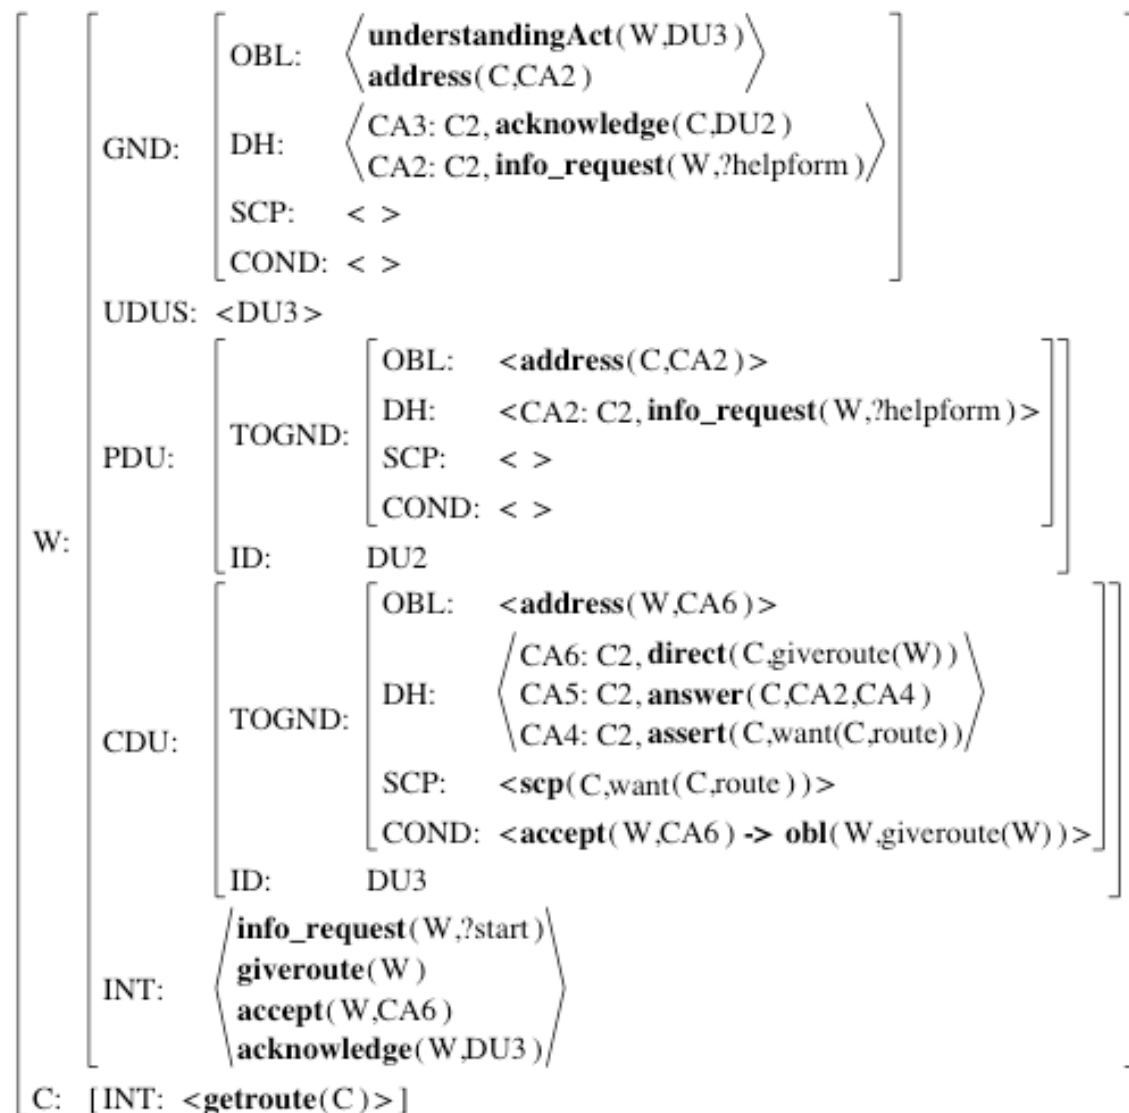 OBL: understandingAct(W,DU3)
address(C,CA2)
GND: DH: CA3: C2, acknowledge(C,DU2)
CA2: C2, info_request(W,?helpform)
SCP: < >
COND: < >
UDUS: <DU3>
OBL: <address(C,CA2)>
TOGND: DH: <CA2: C2, info_request(W,?helpform)>
PDU: SCP: < >
COND: < >
W: ID: DU2
OBL: <address(W,CA6)>
CA6: C2, direct(C,giveroute(W))
TOGND: DH: CA5: C2, answer(C,CA2,CA4)
CDU: CA4: C2, assert(C,want(C,route))
SCP: <scp(C,want(C,route))>
COND: <accept(W,CA6) -> obl(W,giveroute(W))>
ID: DU3
info_request(W,?start)
INT: giveroute(W)
accept(W,CA6)
acknowledge(W,DU3)
C: [INT: <getroute(C)>]